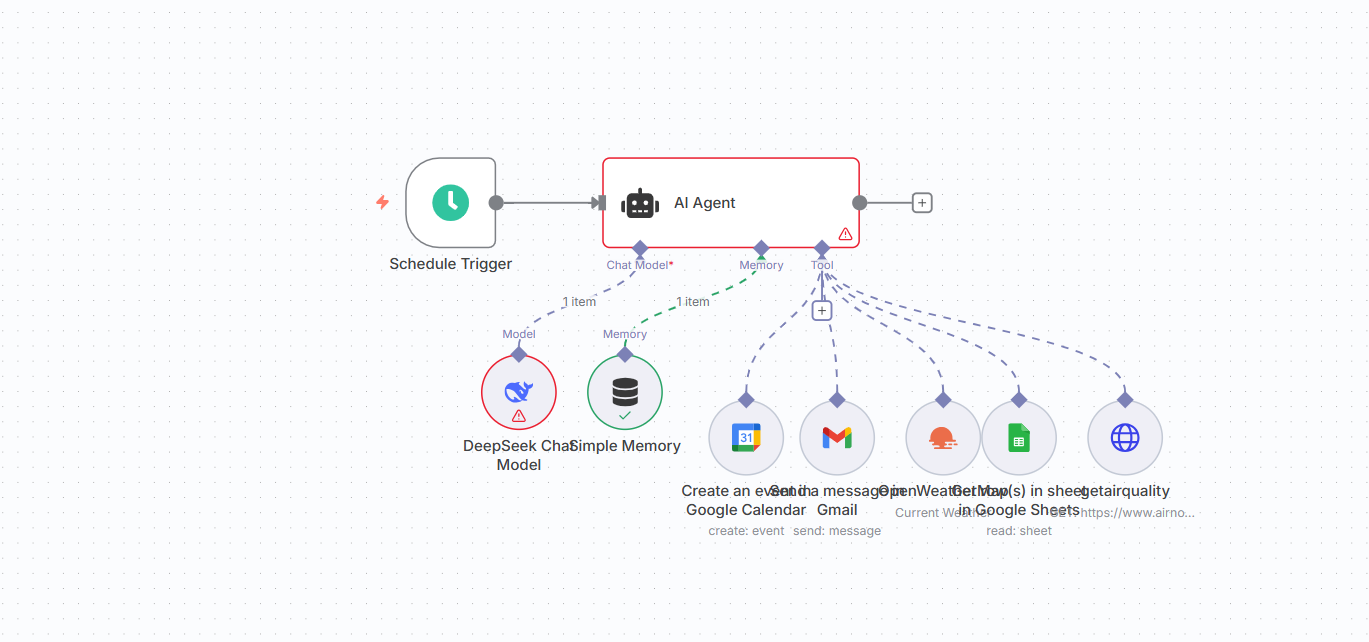 AI Agent
Schedule Trigger
Chat Model*
Memory
Tool
1 item
1 item
Model
Memory
31
DeepSeek Chat
Model
Simple Memory
Create an event in
Google Calendar
create: event
Send a message in
Gmail
send: message
OpenWeatherMap
Current Weather
Get row(s) in sheet
in Google Sheets
read: sheet
getairquality
https://www.airno...